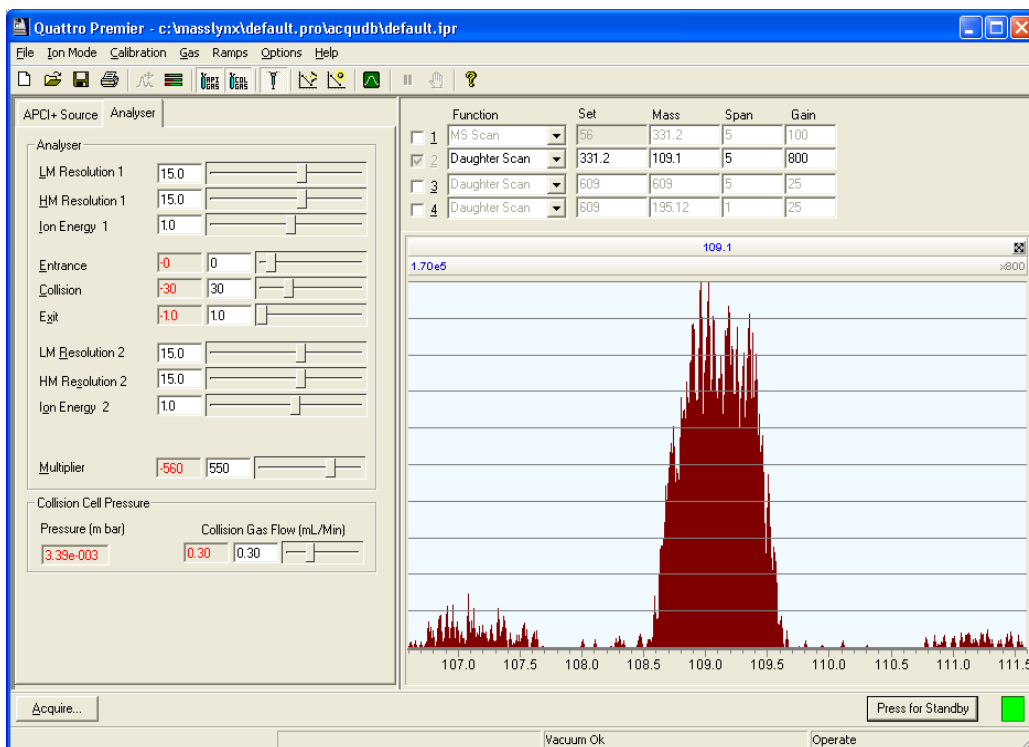 Quattro Premier - c:\masslynx\default.pro\acqudb\default.ipr
File Ion Mode Calibration Gas Ramps Options Help
API GAS COL GAS
APCI+ Source Analyser
Analyser
LM Resolution 1 15.0
HM Resolution 1 15.0
Ion Energy 1 1.0
Entrance -0 0
Collision -30 30
Exit -1.0 1.0
LM Resolution 2 15.0
HM Resolution 2 15.0
Ion Energy 2 1.0
Multiplier -560 550
Collision Cell Pressure
Pressure (m bar) Collision Gas Flow (mL/Min)
3.39e-003 0.30 0.30
Function Set Mass Span Gain
1 MS Scan 56 331.2 5 100
2 Daughter Scan 331.2 109.1 5 800
3 Daughter Scan 609 609 5 25
4 Daughter Scan 609 195.12 1 25
109.1
1.70e5 x800
107.0 107.5 108.0 108.5 109.0 109.5 110.0 110.5 111.0 111.5
Acquire... Press for Standby
Vacuum Ok Operate